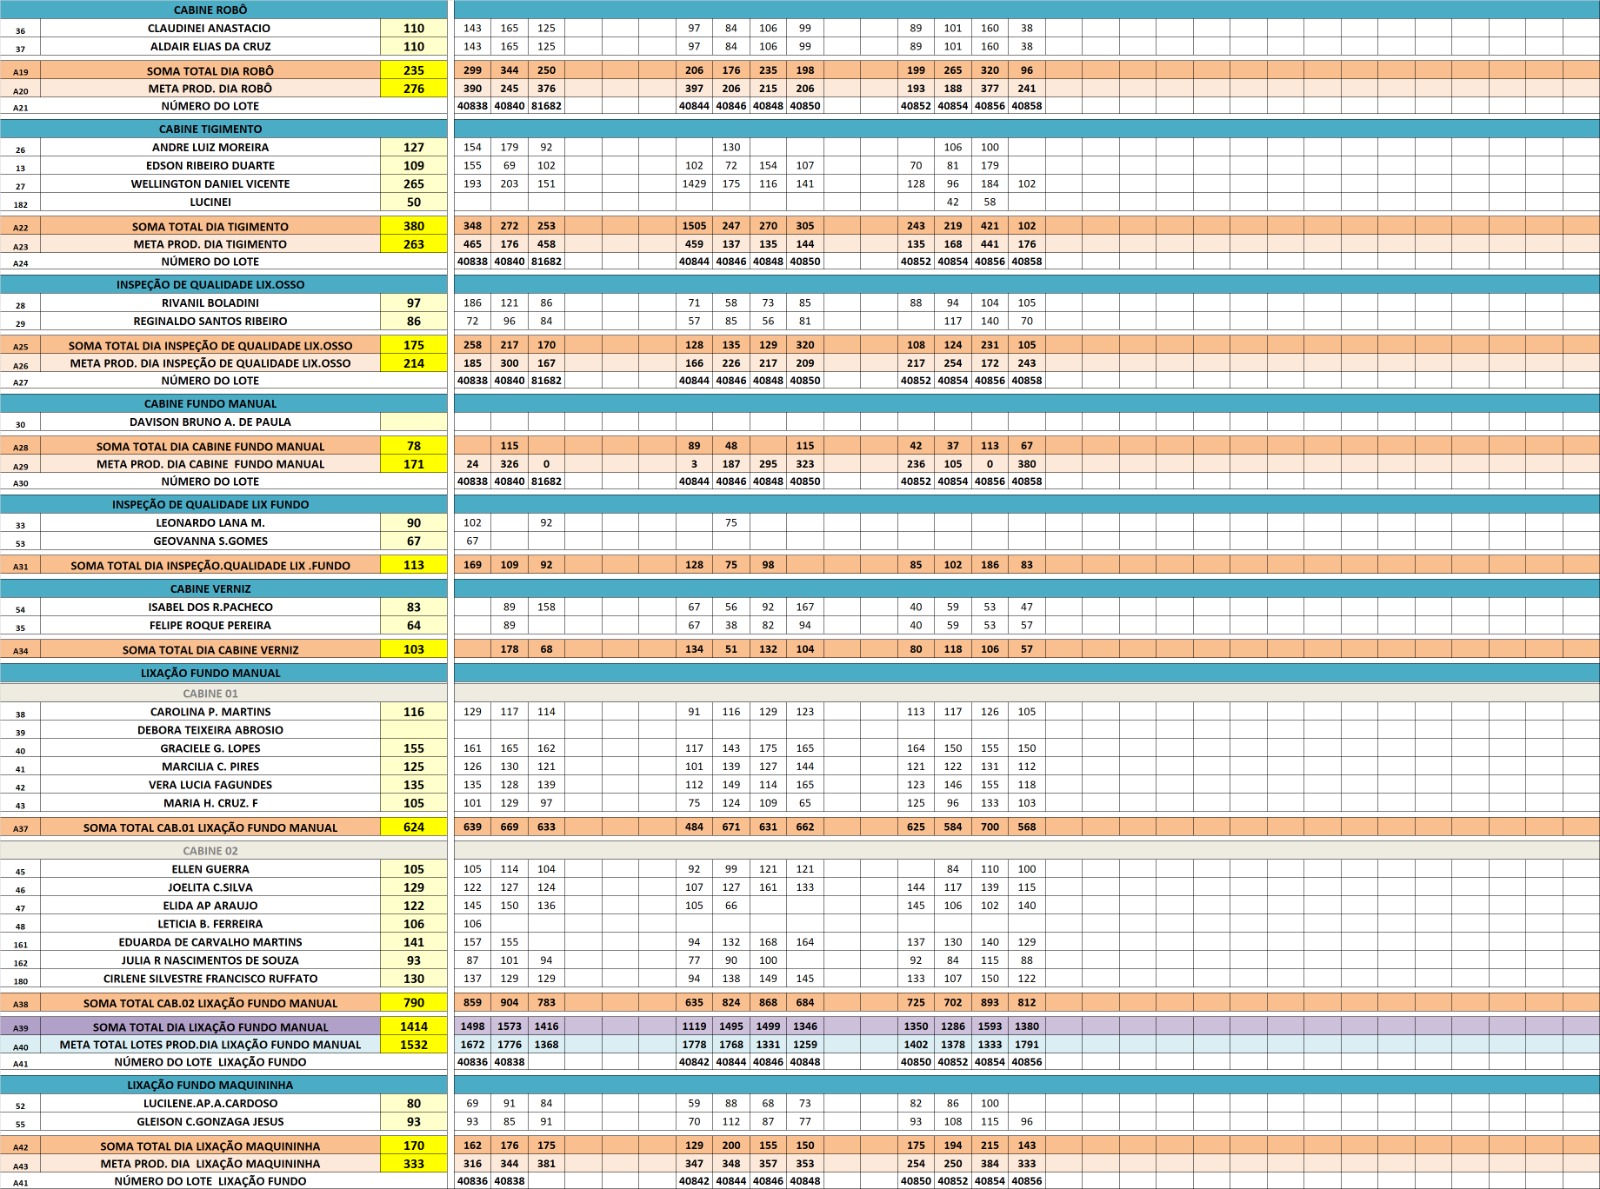 CABINE ROBÔ
36 CLAUDINEI ANASTACIO 110 143 165 125 97 84 106 99 89 101 160 38
37 ALDAIR ELIAS DA CRUZ 110 143 165 125 97 84 106 99 89 101 160 38
A19 SOMA TOTAL DIA ROBÔ 235 299 344 250 206 176 235 198 199 265 320 96
A20 META PROD. DIA ROBÔ 276 390 245 376 397 206 215 206 193 188 377 241
A21 NÚMERO DO LOTE 40838 40840 81682 40844 40846 40848 40850 40852 40854 40856 40858
CABINE TIGIMENTO
26 ANDRE LUIZ MOREIRA 127 154 179 92 130 106 100
13 EDSON RIBEIRO DUARTE 109 155 69 102 102 72 154 107 70 81 179
27 WELLINGTON DANIEL VICENTE 265 193 203 151 1429 175 116 141 128 96 184 102
182 LUCINEI 50 42 58
A22 SOMA TOTAL DIA TIGIMENTO 380 348 272 253 1505 247 270 305 243 219 421 102
A23 META PROD. DIA TIGIMENTO 263 465 176 458 459 137 135 144 135 168 441 176
A24 NÚMERO DO LOTE 40838 40840 81682 40844 40846 40848 40850 40852 40854 40856 40858
INSPEÇÃO DE QUALIDADE LIX.OSSO
28 RIVANIL BOLADINI 97 186 121 86 71 58 73 85 88 94 104 105
29 REGINALDO SANTOS RIBEIRO 86 72 96 84 57 85 56 81 117 140 70
A25 SOMA TOTAL DIA INSPEÇÃO DE QUALIDADE LIX.OSSO 175 258 217 170 128 135 129 320 108 124 231 105
A26 META PROD. DIA INSPEÇÃO DE QUALIDADE LIX.OSSO 214 185 300 167 166 226 217 209 217 254 172 243
A27 NÚMERO DO LOTE 40838 40840 81682 40844 40846 40848 40850 40852 40854 40856 40858
CABINE FUNDO MANUAL
30 DAVISON BRUNO A. DE PAULA
A28 SOMA TOTAL DIA CABINE FUNDO MANUAL 78 115 89 48 115 42 37 113 67
A29 META PROD. DIA CABINE FUNDO MANUAL 171 24 326 0 3 187 295 323 236 105 0 380
A30 NÚMERO DO LOTE 40838 40840 81682 40844 40846 40848 40850 40852 40854 40856 40858
INSPEÇÃO DE QUALIDADE LIX FUNDO
33 LEONARDO LANA M. 90 102 92 75
53 GEOVANNA S.GOMES 67 67
A31 SOMA TOTAL DIA INSPEÇÃO.QUALIDADE LIX .FUNDO 113 169 109 92 128 75 98 85 102 186 83
CABINE VERNIZ
54 ISABEL DOS R.PACHECO 83 89 158 67 56 92 167 40 59 53 47
35 FELIPE ROQUE PEREIRA 64 89 67 38 82 94 40 59 53 57
A34 SOMA TOTAL DIA CABINE VERNIZ 103 178 68 134 51 132 104 80 118 106 57
LIXAÇÃO FUNDO MANUAL
CABINE 01
38 CAROLINA P. MARTINS 116 129 117 114 91 116 129 123 113 117 126 105
39 DEBORA TEIXEIRA ABROSIO
40 GRACIELE G. LOPES 155 161 165 162 117 143 175 165 164 150 155 150
41 MARCILIA C. PIRES 125 126 130 121 101 139 127 144 121 122 131 112
42 VERA LUCIA FAGUNDES 135 135 128 139 112 149 114 165 123 146 155 118
43 MARIA H. CRUZ. F 105 101 129 97 75 124 109 65 125 96 133 103
A37 SOMA TOTAL CAB.01 LIXAÇÃO FUNDO MANUAL 624 639 669 633 484 671 631 662 625 584 700 568
CABINE 02
45 ELLEN GUERRA 105 105 114 104 92 99 121 121 84 110 100
46 JOELITA C.SILVA 129 122 127 124 107 127 161 133 144 117 139 115
47 ELIDA AP ARAUJO 122 145 150 136 105 66 145 106 102 140
48 LETICIA B. FERREIRA 106 106
161 EDUARDA DE CARVALHO MARTINS 141 157 155 94 132 168 164 137 130 140 129
162 JULIA R NASCIMENTOS DE SOUZA 93 87 101 94 77 90 100 92 84 115 88
180 CIRLENE SILVESTRE FRANCISCO RUFFATO 130 137 129 129 94 138 149 145 133 107 150 122
A38 SOMA TOTAL CAB.02 LIXAÇÃO FUNDO MANUAL 790 859 904 783 635 824 868 684 725 702 893 812
A39 SOMA TOTAL DIA LIXAÇÃO FUNDO MANUAL 1414 1498 1573 1416 1119 1495 1499 1346 1350 1286 1593 1380
A40 META TOTAL LOTES PROD.DIA LIXAÇÃO FUNDO MANUAL 1532 1672 1776 1368 1778 1768 1331 1259 1402 1378 1333 1791
A41 NÚMERO DO LOTE LIXAÇÃO FUNDO 40836 40838 40842 40844 40846 40848 40850 40852 40854 40856
LIXAÇÃO FUNDO MAQUININHA
52 LUCILENE.AP.A.CARDOSO 80 69 91 84 59 88 68 73 82 86 100
55 GLEISON C.GONZAGA JESUS 93 93 85 91 70 112 87 77 93 108 115 96
A42 SOMA TOTAL DIA LIXAÇÃO MAQUININHA 170 162 176 175 129 200 155 150 175 194 215 143
A43 META PROD. DIA LIXAÇÃO MAQUININHA 333 316 344 381 347 348 357 353 254 250 384 333
A41 NÚMERO DO LOTE LIXAÇÃO FUNDO 40836 40838 40842 40844 40846 40848 40850 40852 40854 40856